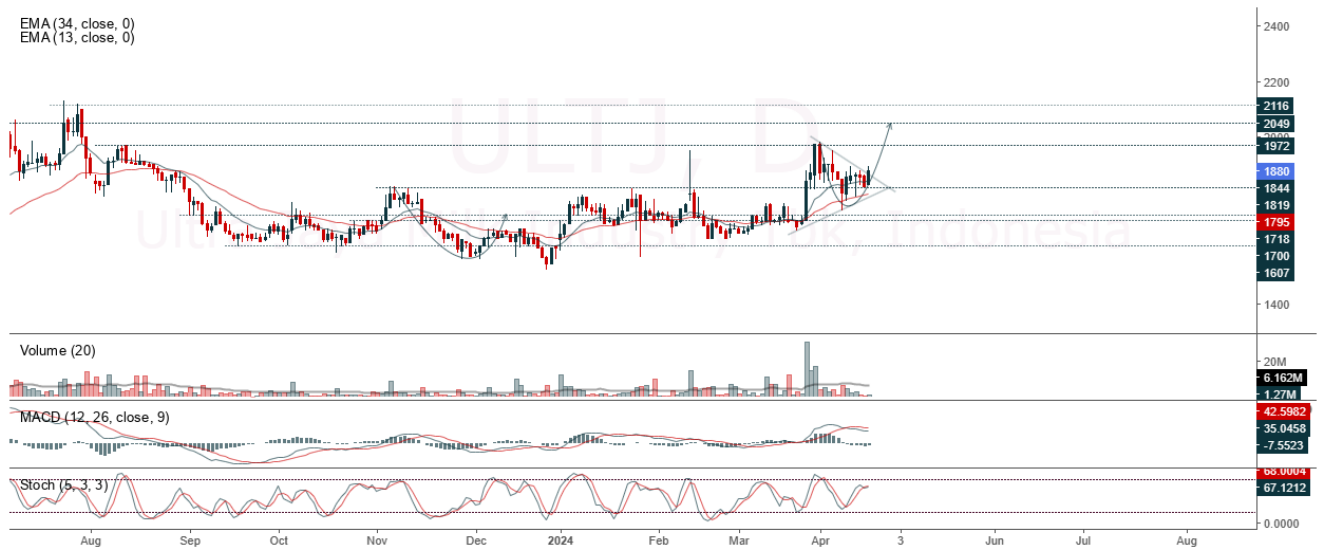 EMA (34, close, 0)
EMA (13, close, 0)
ULTJ, D
2400
2200
2116
2049
2000
1972
1880
1844
1819
1795
1718
1700
1607
1400
Volume (20)
20M
6.162M
1.27M
MACD (12, 26, close, 9)
42.5982
35.0458
-7.5523
Stoch (5, 3, 3)
68.0004
67.1212
0.0000
Aug Sep Oct Nov Dec 2024 Feb Mar Apr 3 Jun Jul Aug